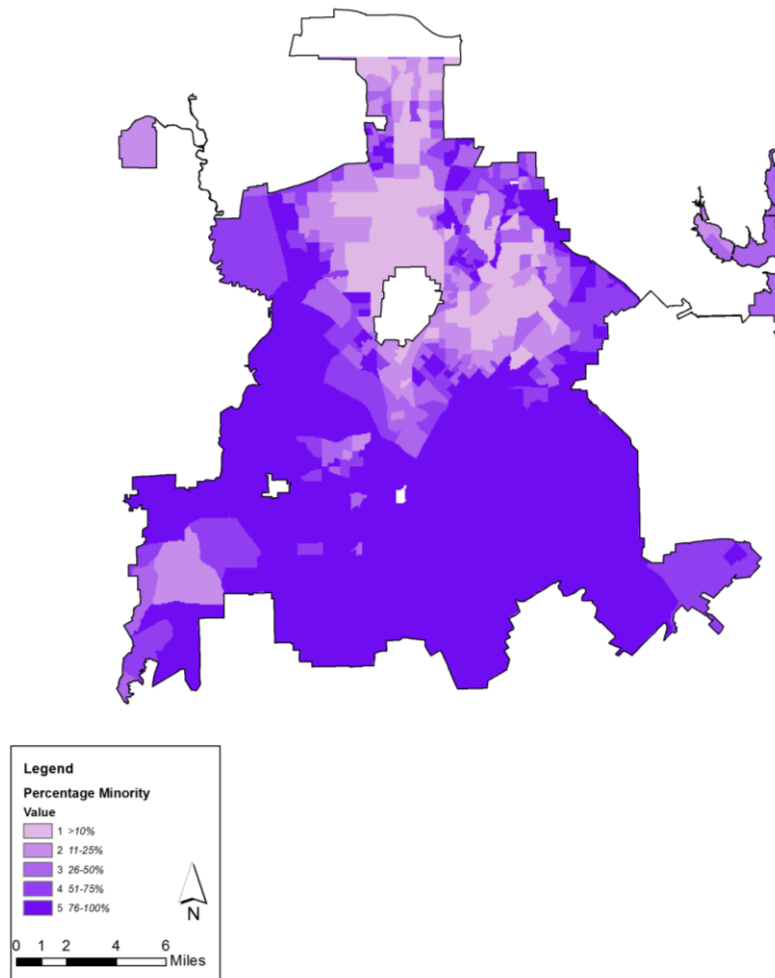 Legend
Percentage Minority
Value
1 >10%
2 11-25%
3 26-50%
4 51-75%
5 76-100%
N
0 1 2 4 6
Miles